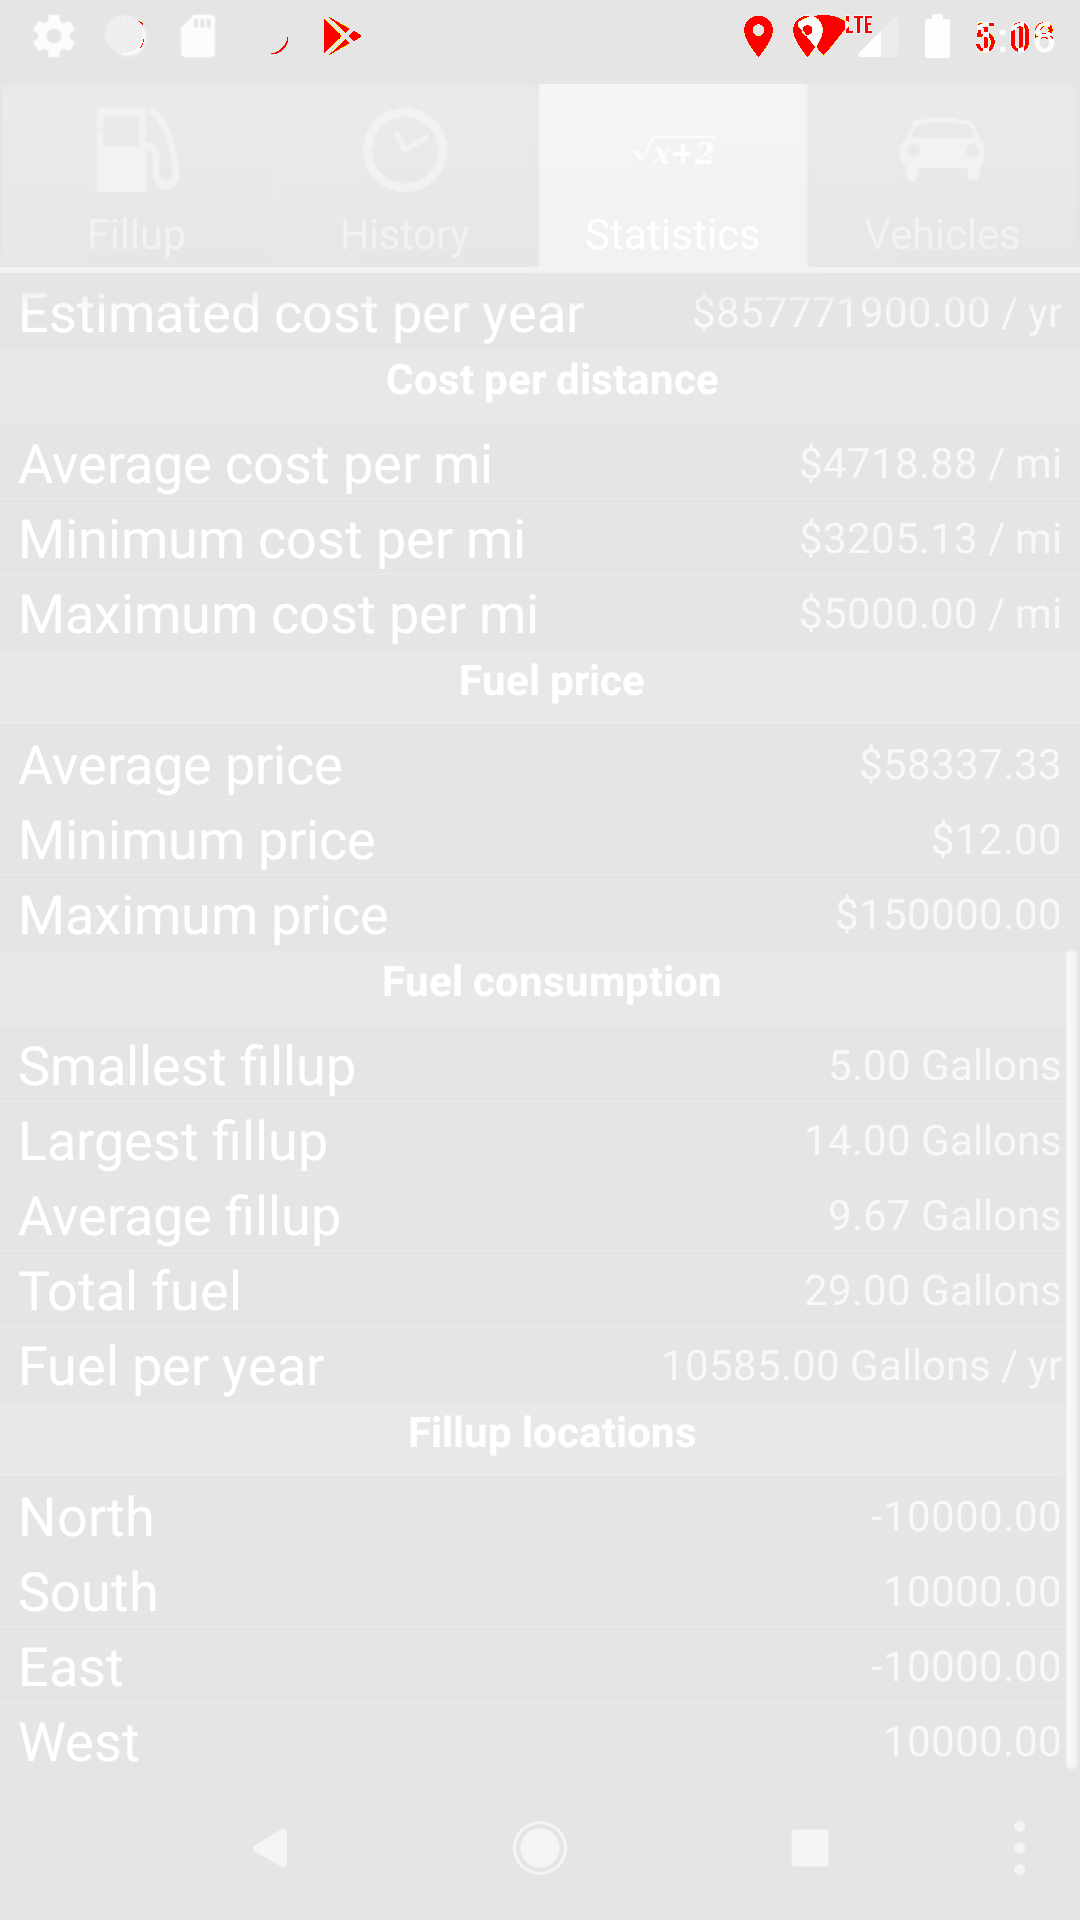 LTE
Fillup History √x+2 Statistics Vehicles
Estimated cost per year $857771900.00 / yr
Cost per distance
Average cost per mi $4718.88 / mi
Minimum cost per mi $3205.13 / mi
Maximum cost per mi $5000.00 / mi
Fuel price
Average price $58337.33
Minimum price $12.00
Maximum price $150000.00
Fuel consumption
Smallest fillup 5.00 Gallons
Largest fillup 14.00 Gallons
Average fillup 9.67 Gallons
Total fuel 29.00 Gallons
Fuel per year 10585.00 Gallons / yr
Fillup locations
North -10000.00
South 10000.00
East -10000.00
West 10000.00